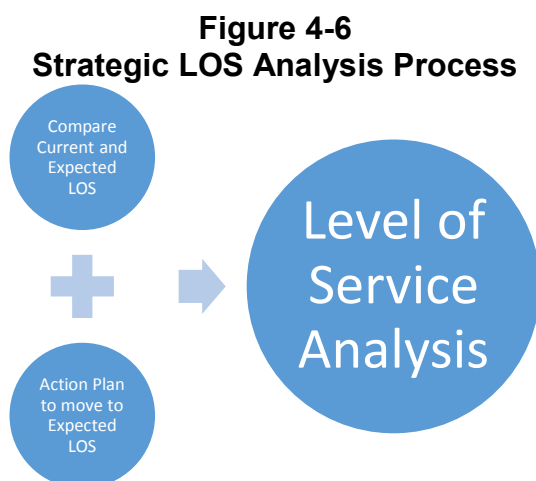 Figure 4-6
Strategic LOS Analysis Process
Compare
Current and
Expected
LOS
Level of
Service
Analysis
Action Plan
to move to
Expected
LOS